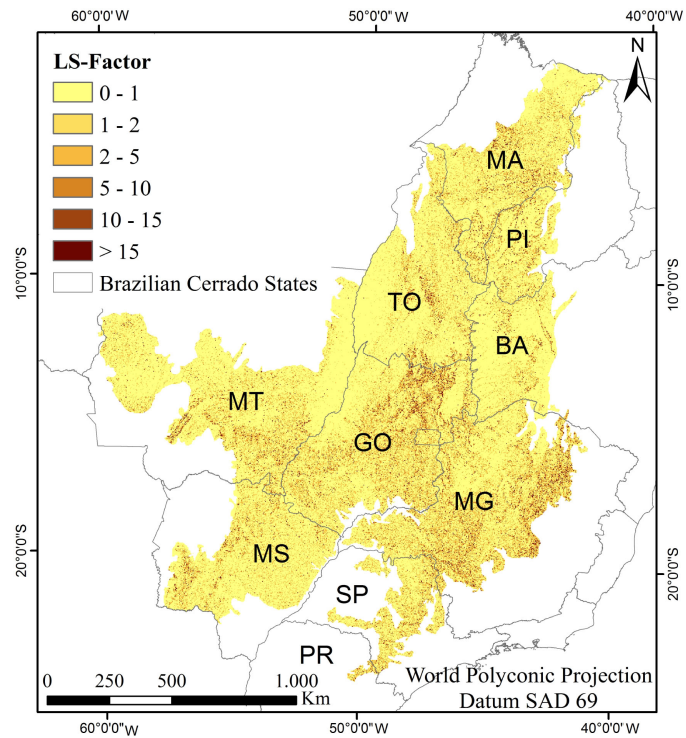 60°0'0"W 50°0'0"W 40°0'0"W
N
LS-Factor
0 - 1
1 - 2
2 - 5
5 - 10
10 - 15
> 15
Brazilian Cerrado States
10°0'0"S
10°0'0"S
MA
PI
TO
BA
MT
GO
MG
MS
20°0'0"S
20°0'0"S
SP
PR
World Polyconic Projection
Datum SAD 69
0 250 500 1.000
Km
60°0'0"W 50°0'0"W 40°0'0"W